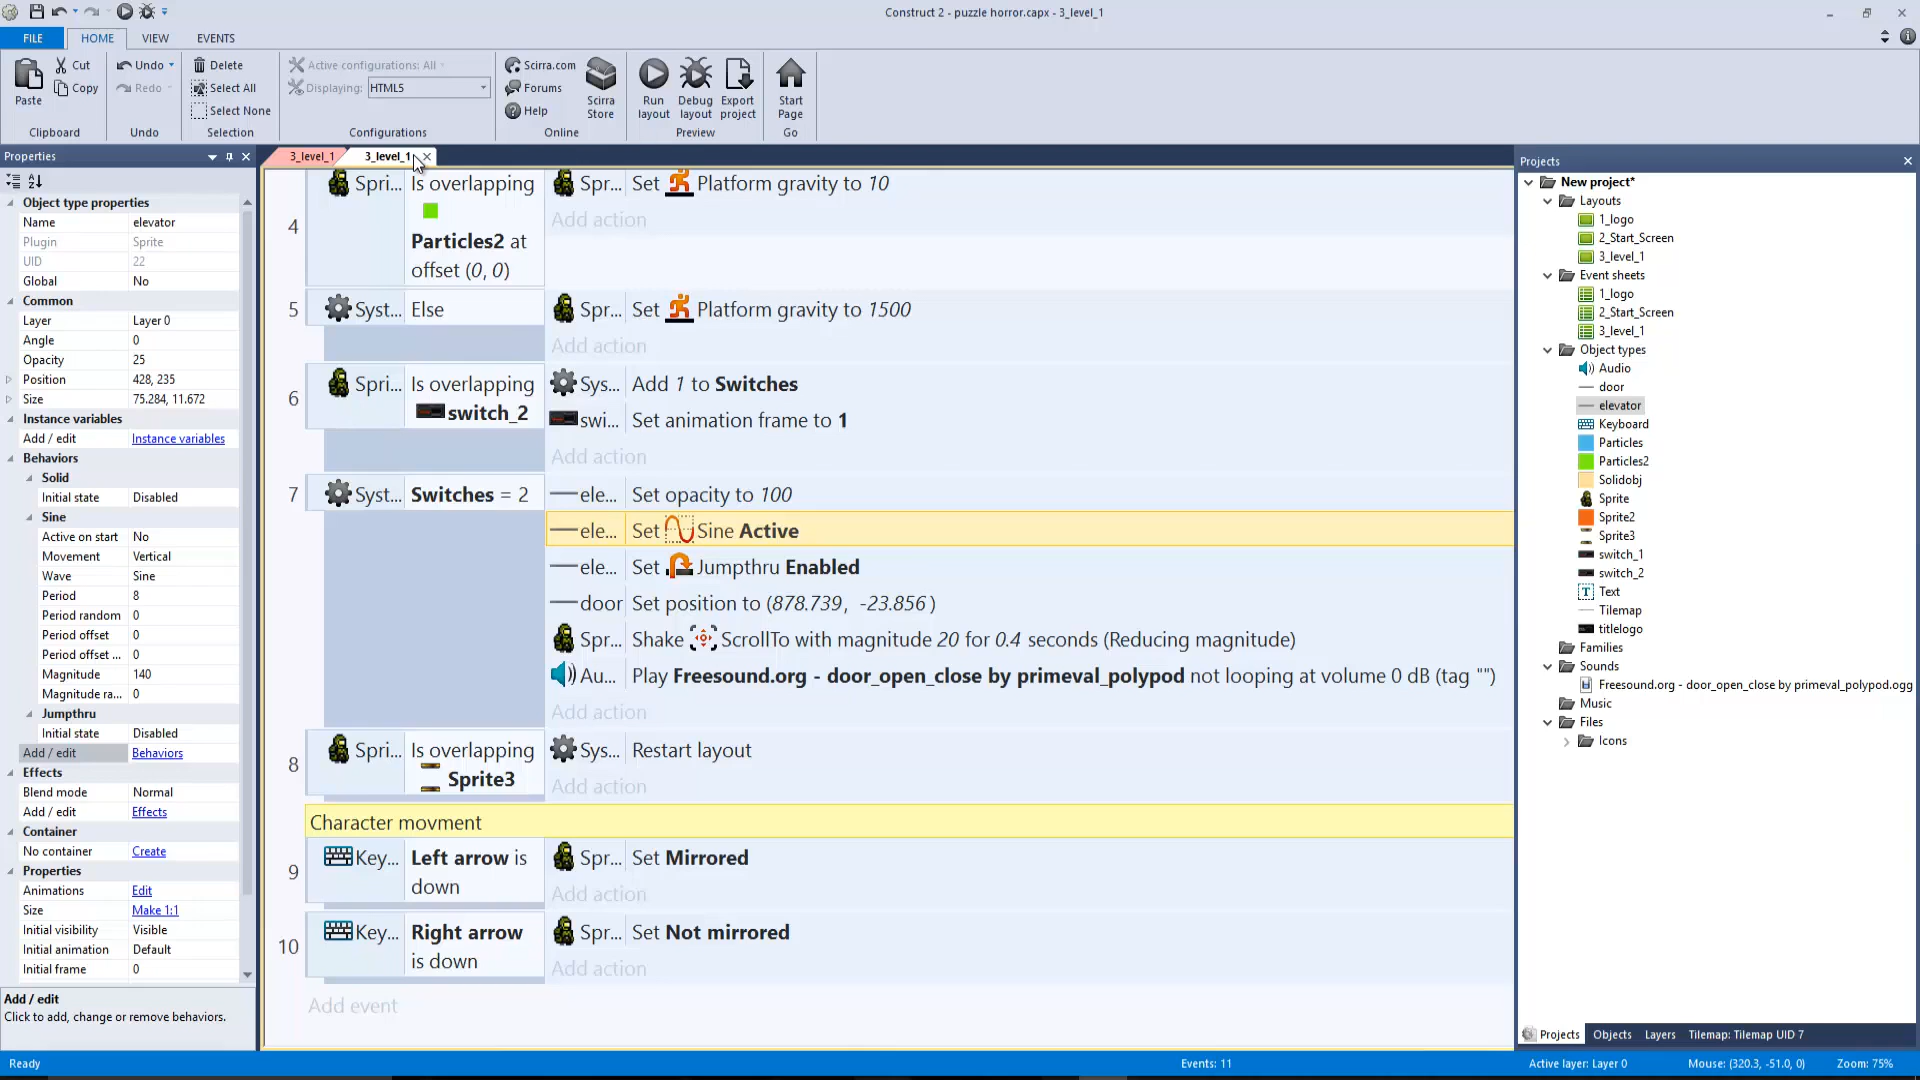 Construct 2 - puzzle horror.capx - 3_level_1
FILE HOME VIEW EVENTS
Paste Cut Copy Clipboard
Undo Redo Undo
Delete Select All Select None Selection
Active configurations: All
Displaying: HTML5
Configurations
Scirra.com Forums Help Scirra Store Online
Run layout Debug layout Export project Preview
Start Page Go
Properties
Object type properties
Name elevator
Plugin Sprite
UID 22
Global No
Common
Layer Layer 0
Angle 0
Opacity 25
Position 428, 235
Size 75.284, 11.672
Instance variables
Add / edit Instance variables
Behaviors
Solid
Initial state Disabled
Sine
Active on start No
Movement Vertical
Wave Sine
Period 8
Period random 0
Period offset 0
Period offset ... 0
Magnitude 140
Magnitude ra... 0
Jumpthru
Initial state Disabled
Add / edit Behaviors
Effects
Blend mode Normal
Add / edit Effects
Container
No container Create
Properties
Animations Edit
Size Make 1:1
Initial visibility Visible
Initial animation Default
Initial frame 0
Add / edit
Click to add, change or remove behaviors.
3_level_1 3_level_1
4 Spri... Is overlapping Particles2 at offset (0, 0) Spr... Set Platform gravity to 10
Add action
5 Syst... Else Spr... Set Platform gravity to 1500
Add action
6 Spri... Is overlapping switch_2 Sys... Add 1 to Switches
swi... Set animation frame to 1
Add action
7 Syst... Switches = 2 ele... Set opacity to 100
ele... Set Sine Active
ele... Set Jumpthru Enabled
door Set position to (878.739, -23.856 )
Spr... Shake ScrollTo with magnitude 20 for 0.4 seconds (Reducing magnitude)
Au... Play Freesound.org - door_open_close by primeval_polypod not looping at volume 0 dB (tag "")
Add action
8 Spri... Is overlapping Sprite3 Sys... Restart layout
Add action
Character movment
9 Key... Left arrow is down Spr... Set Mirrored
Add action
10 Key... Right arrow is down Spr... Set Not mirrored
Add action
Add event
Projects
New project*
Layouts
1_logo
2_Start_Screen
3_level_1
Event sheets
1_logo
2_Start_Screen
3_level_1
Object types
Audio
door
elevator
Keyboard
Particles
Particles2
Solidobj
Sprite
Sprite2
Sprite3
switch_1
switch_2
Text
Tilemap
titlelogo
Families
Sounds
Freesound.org - door_open_close by primeval_polypod.ogg
Music
Files
Icons
Projects Objects Layers Tilemap: Tilemap UID 7
Ready Events: 11 Active layer: Layer 0 Mouse: (320.3, -51.0, 0) Zoom: 75%